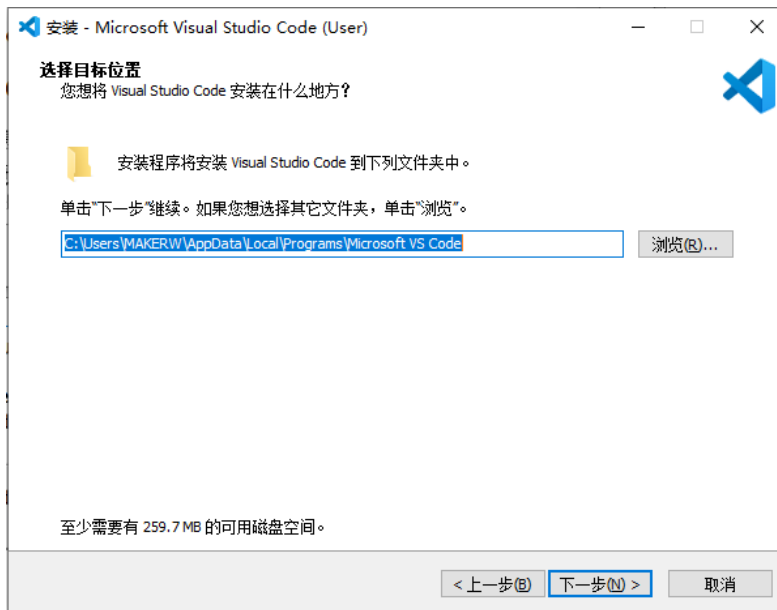 安装 - Microsoft Visual Studio Code (User)
选择目标位置
您想将 Visual Studio Code 安装在什么地方？
安装程序将安装 Visual Studio Code 到下列文件夹中。
单击“下一步”继续。如果您想选择其它文件夹，单击“浏览”。
C:\Users\MAKERW\AppData\Local\Programs\Microsoft VS Code
浏览(R)...
至少需要有 259.7 MB 的可用磁盘空间。
< 上一步(B) 下一步(N) > 取消